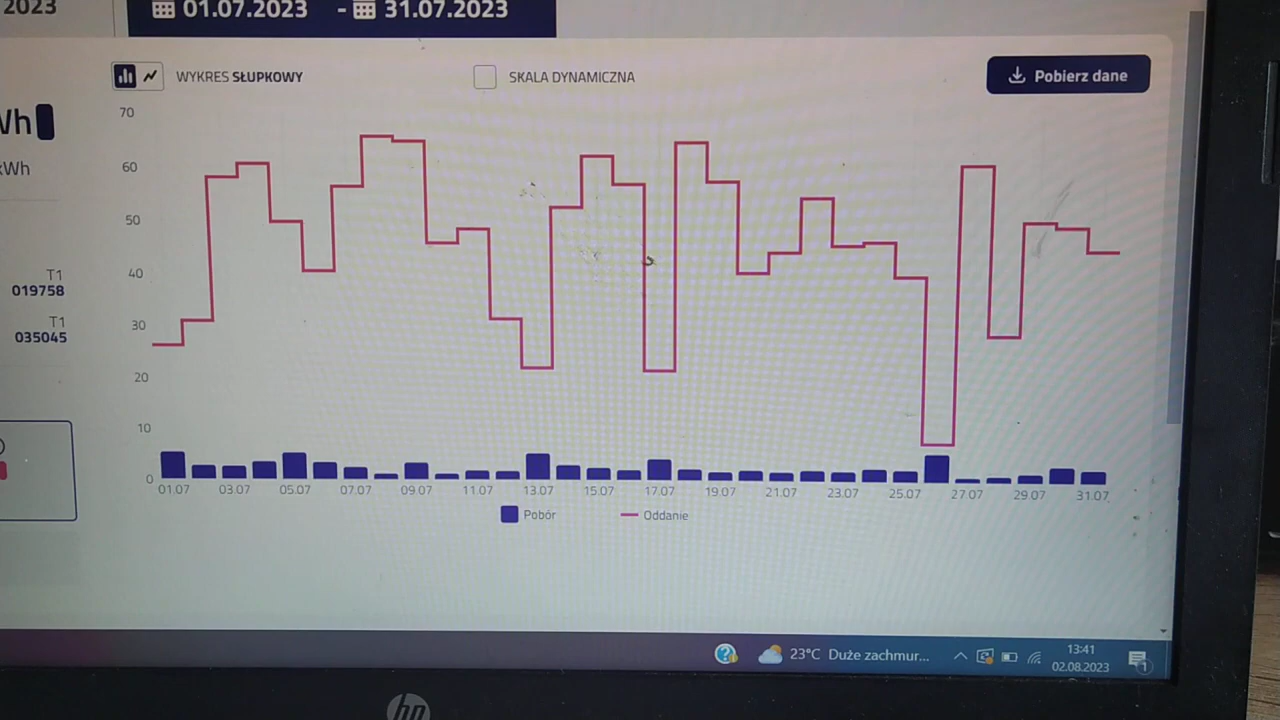 2023
01.07.2023 - 31.07.2023
WYKRES SŁUPKOWY
SKALA DYNAMICZNA
Pobierz dane
Wh
kWh
T1
019758
T1
035045
70
60
50
40
30
20
10
0
01.07 03.07 05.07 07.07 09.07 11.07 13.07 15.07 17.07 19.07 21.07 23.07 25.07 27.07 29.07 31.07
Pobór Oddanie
23°C Duże zachmur...
13:41
02.08.2023
1
hp